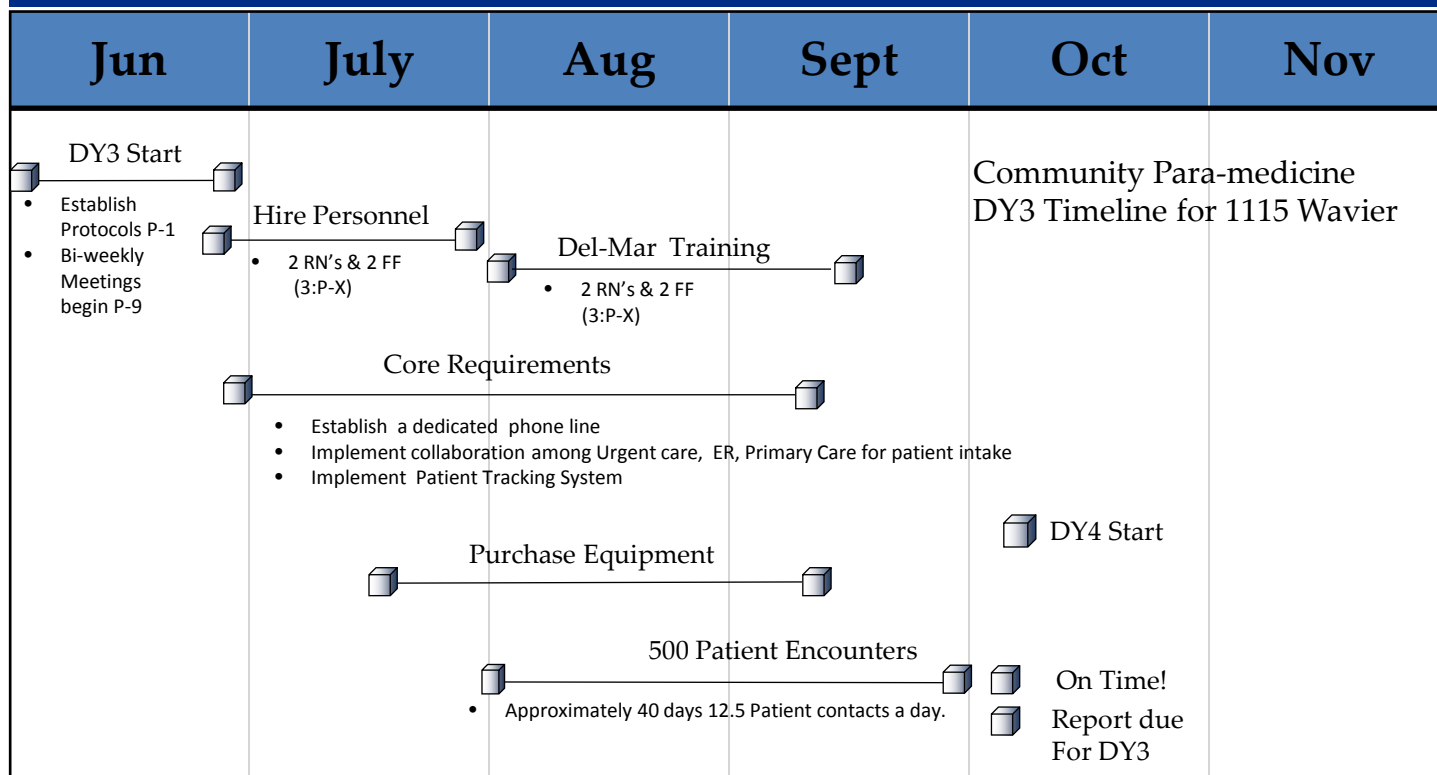 Jun July Aug Sept Oct Nov
DY3 Start
• Establish
Protocols P-1
• Bi-weekly
Meetings
begin P-9
Hire Personnel
• 2 RN's & 2 FF
(3:P-X)
Del-Mar Training
• 2 RN's & 2 FF
(3:P-X)
Community Para-medicine
DY3 Timeline for 1115 Wavier
Core Requirements
• Establish a dedicated phone line
• Implement collaboration among Urgent care, ER, Primary Care for patient intake
• Implement Patient Tracking System
DY4 Start
Purchase Equipment
500 Patient Encounters
• Approximately 40 days 12.5 Patient contacts a day.
On Time!
Report due
For DY3